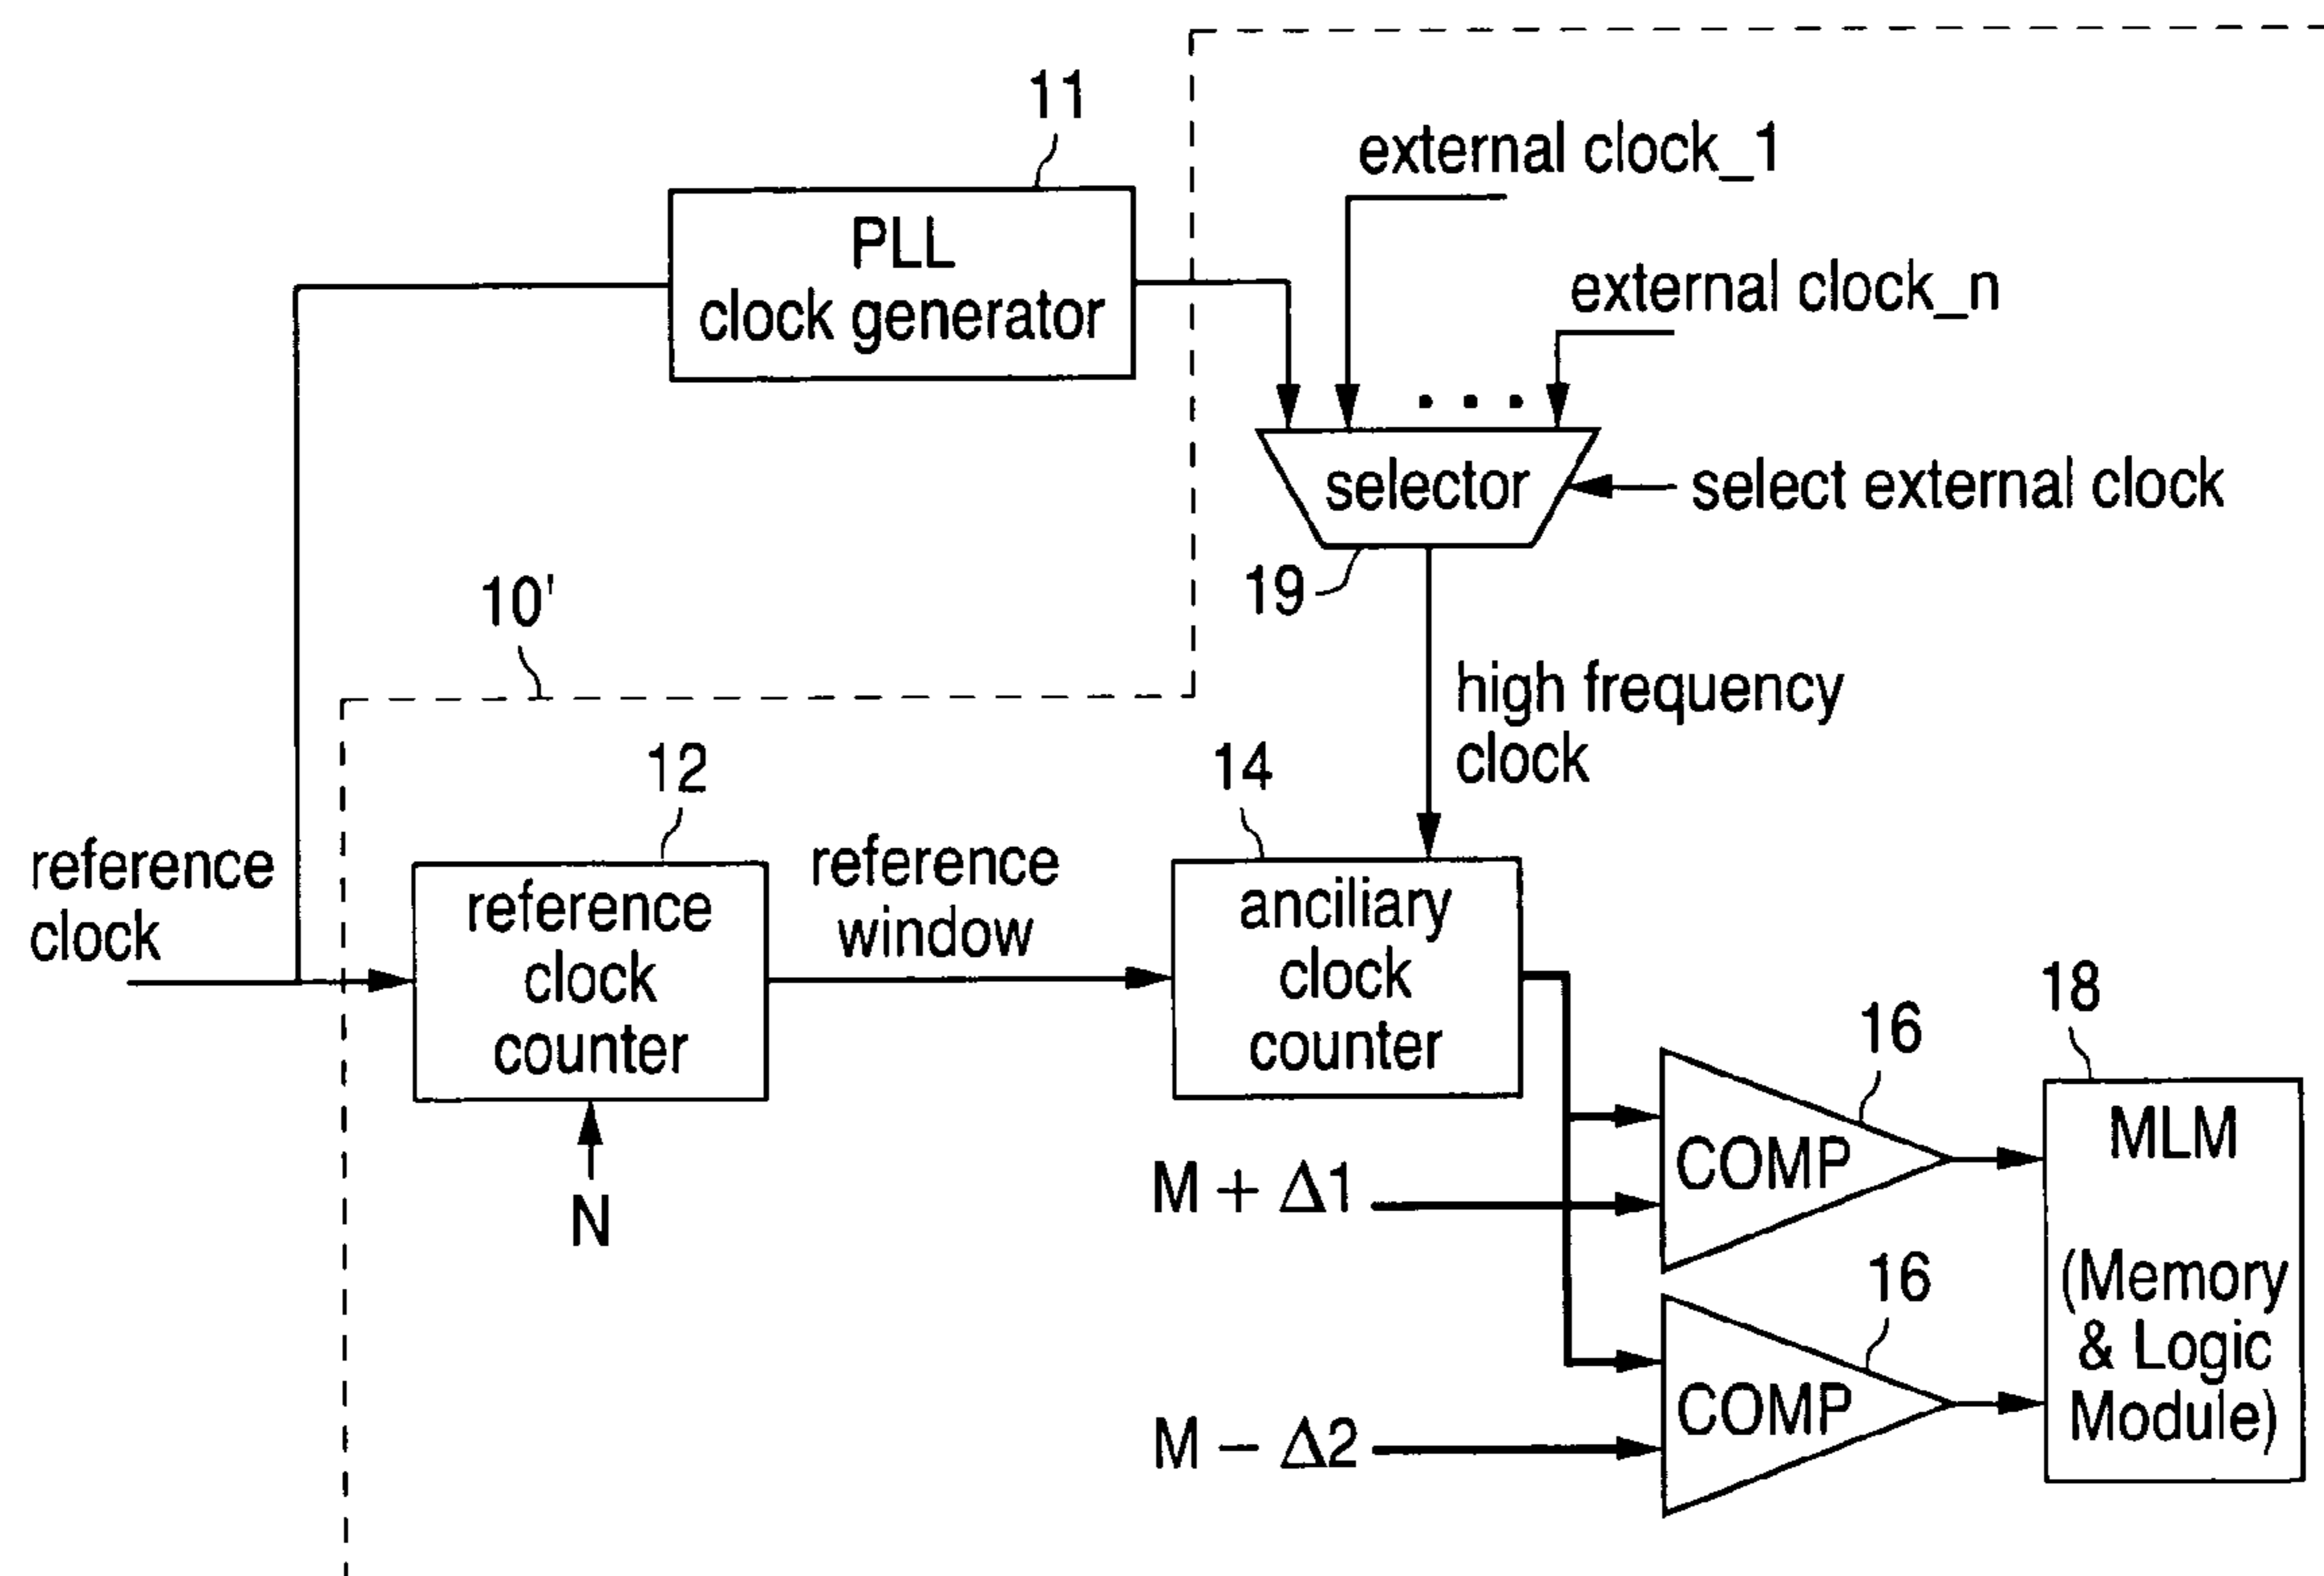 11
PLL
clock generator
external clock_1
external clock_n
selector
select external clock
19
10'
high frequency
clock
reference
clock
12
reference
clock
counter
N
reference
window
14
anciliary
clock
counter
M + Δ1
M − Δ2
16
COMP
16
COMP
18
MLM
(Memory
& Logic
Module)